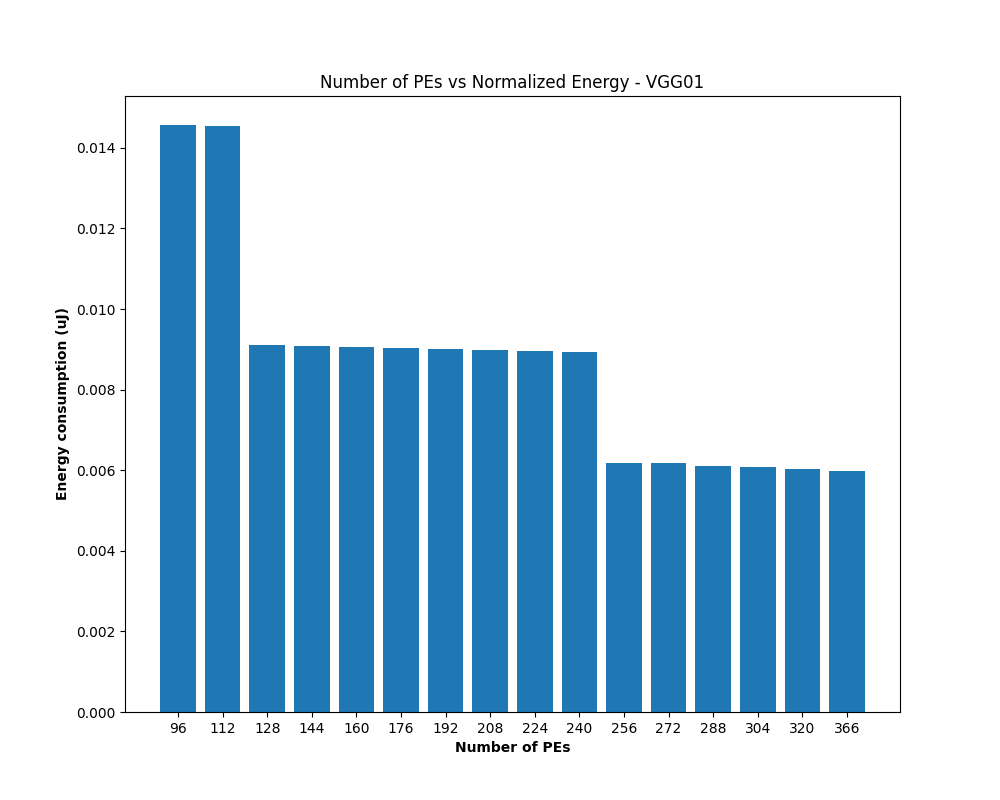 Number of PEs vs Normalized Energy - VGG01
Energy consumption (uJ)
0.014
0.012
0.010
0.008
0.006
0.004
0.002
0.000
96 112 128 144 160 176 192 208 224 240 256 272 288 304 320 366
Number of PEs